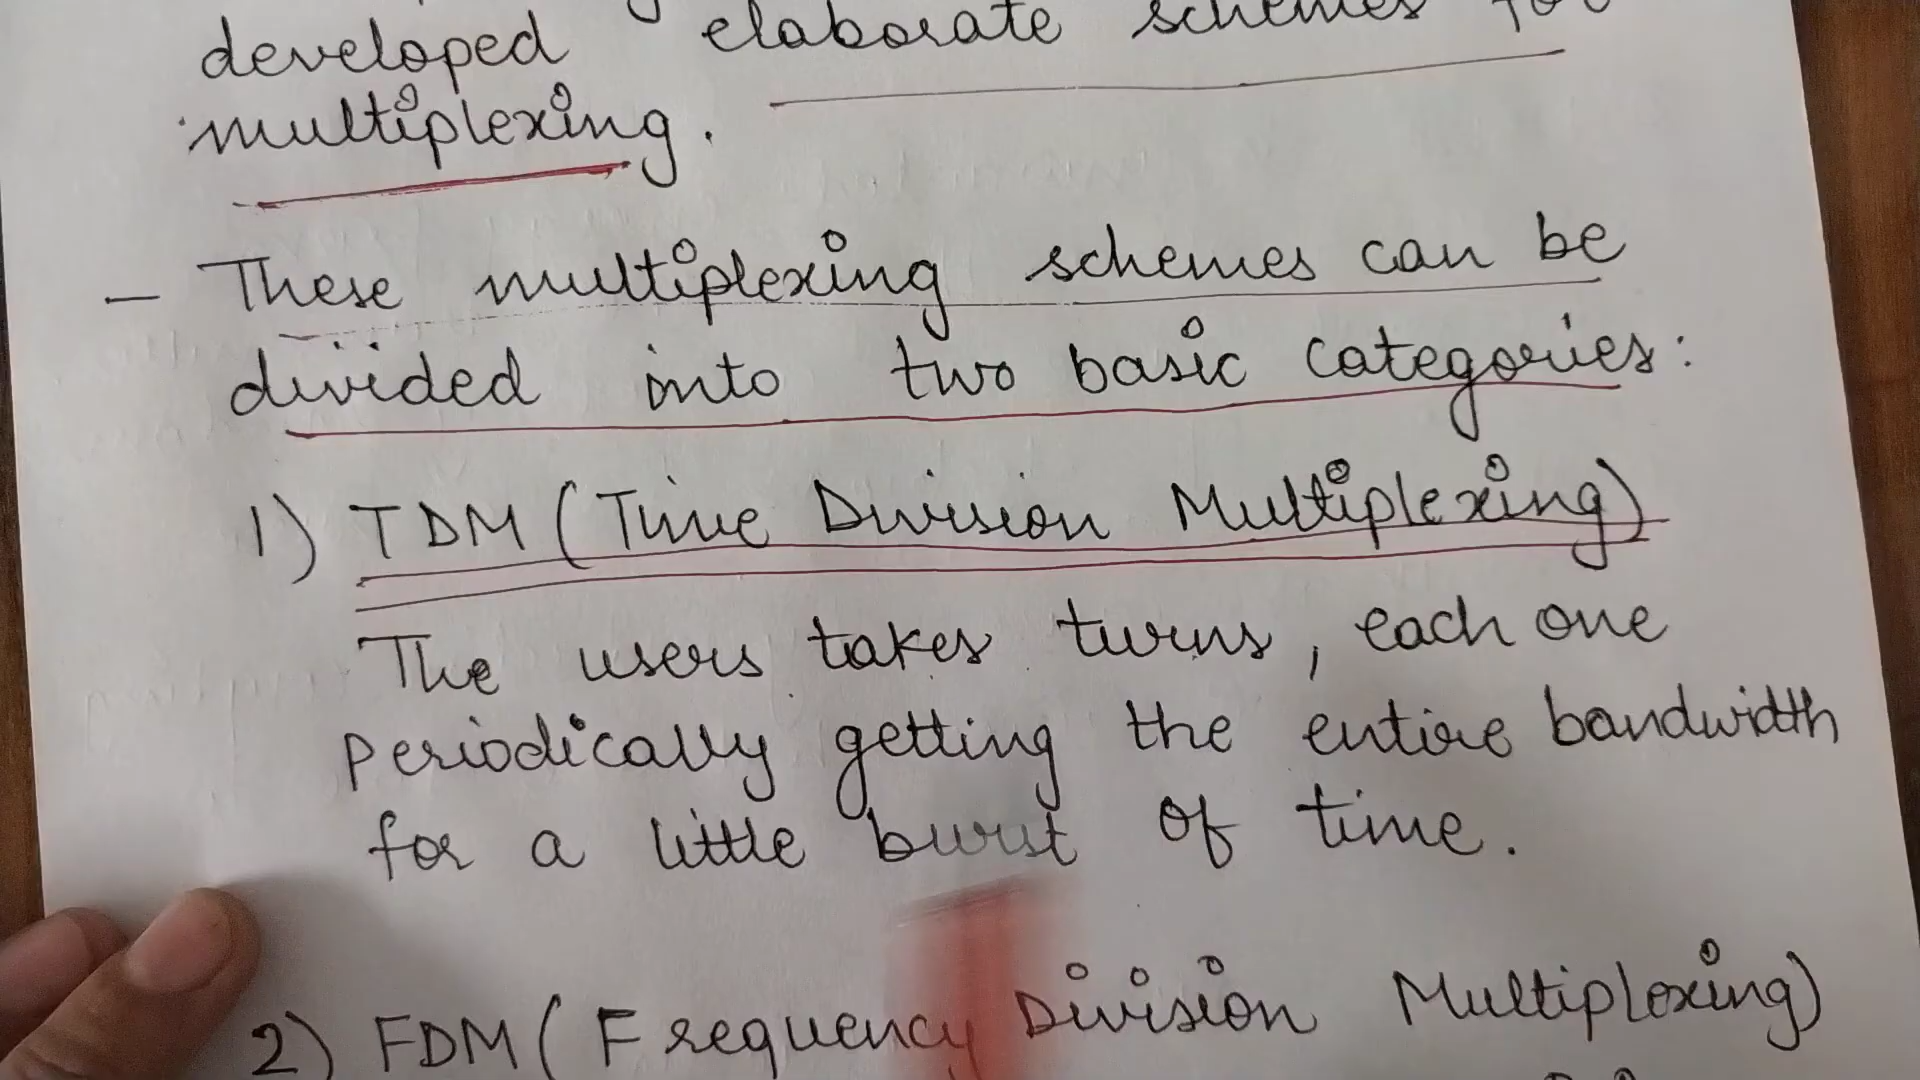 developed elaborate schemes for
multiplexing.
— These multiplexing schemes can be
divided into two basic categories:
1) TDM (Time Division Multiplexing)
The users takes turns, each one
periodically getting the entire bandwidth
for a little burst of time.
2) FDM (Frequency Division Multiplexing)